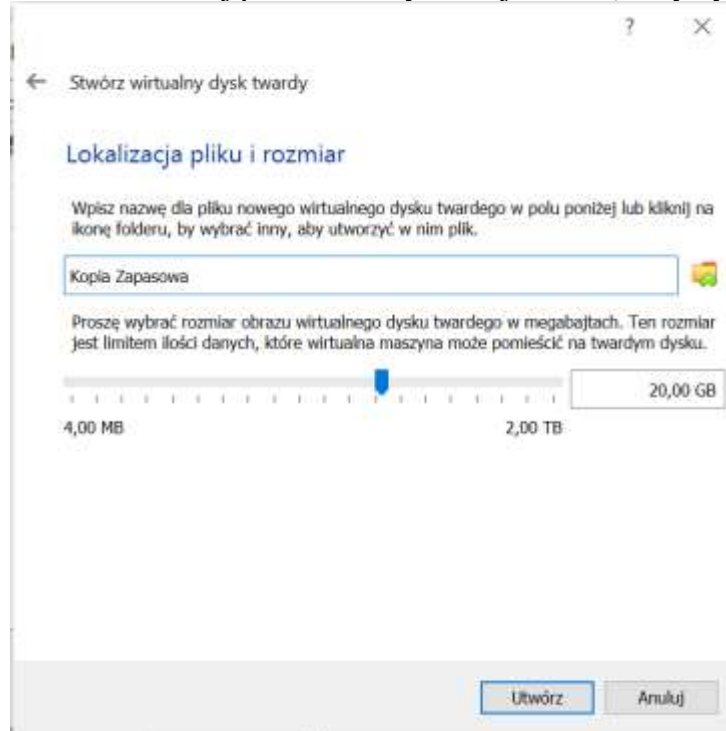 ?
Stwórz wirtualny dysk twardy
Lokalizacja pliku i rozmiar
Wpisz nazwę dla pliku nowego wirtualnego dysku twardego w polu poniżej lub kliknij na
ikonę folderu, by wybrać inny, aby utworzyć w nim plik.
Kopia Zapasowa
Proszę wybrać rozmiar obrazu wirtualnego dysku twardego w megabajtach. Ten rozmiar
jest limitem ilości danych, które wirtualna maszyna może pomieścić na twardym dysku.
20,00 GB
4,00 MB 2,00 TB
Utwórz Anuluj